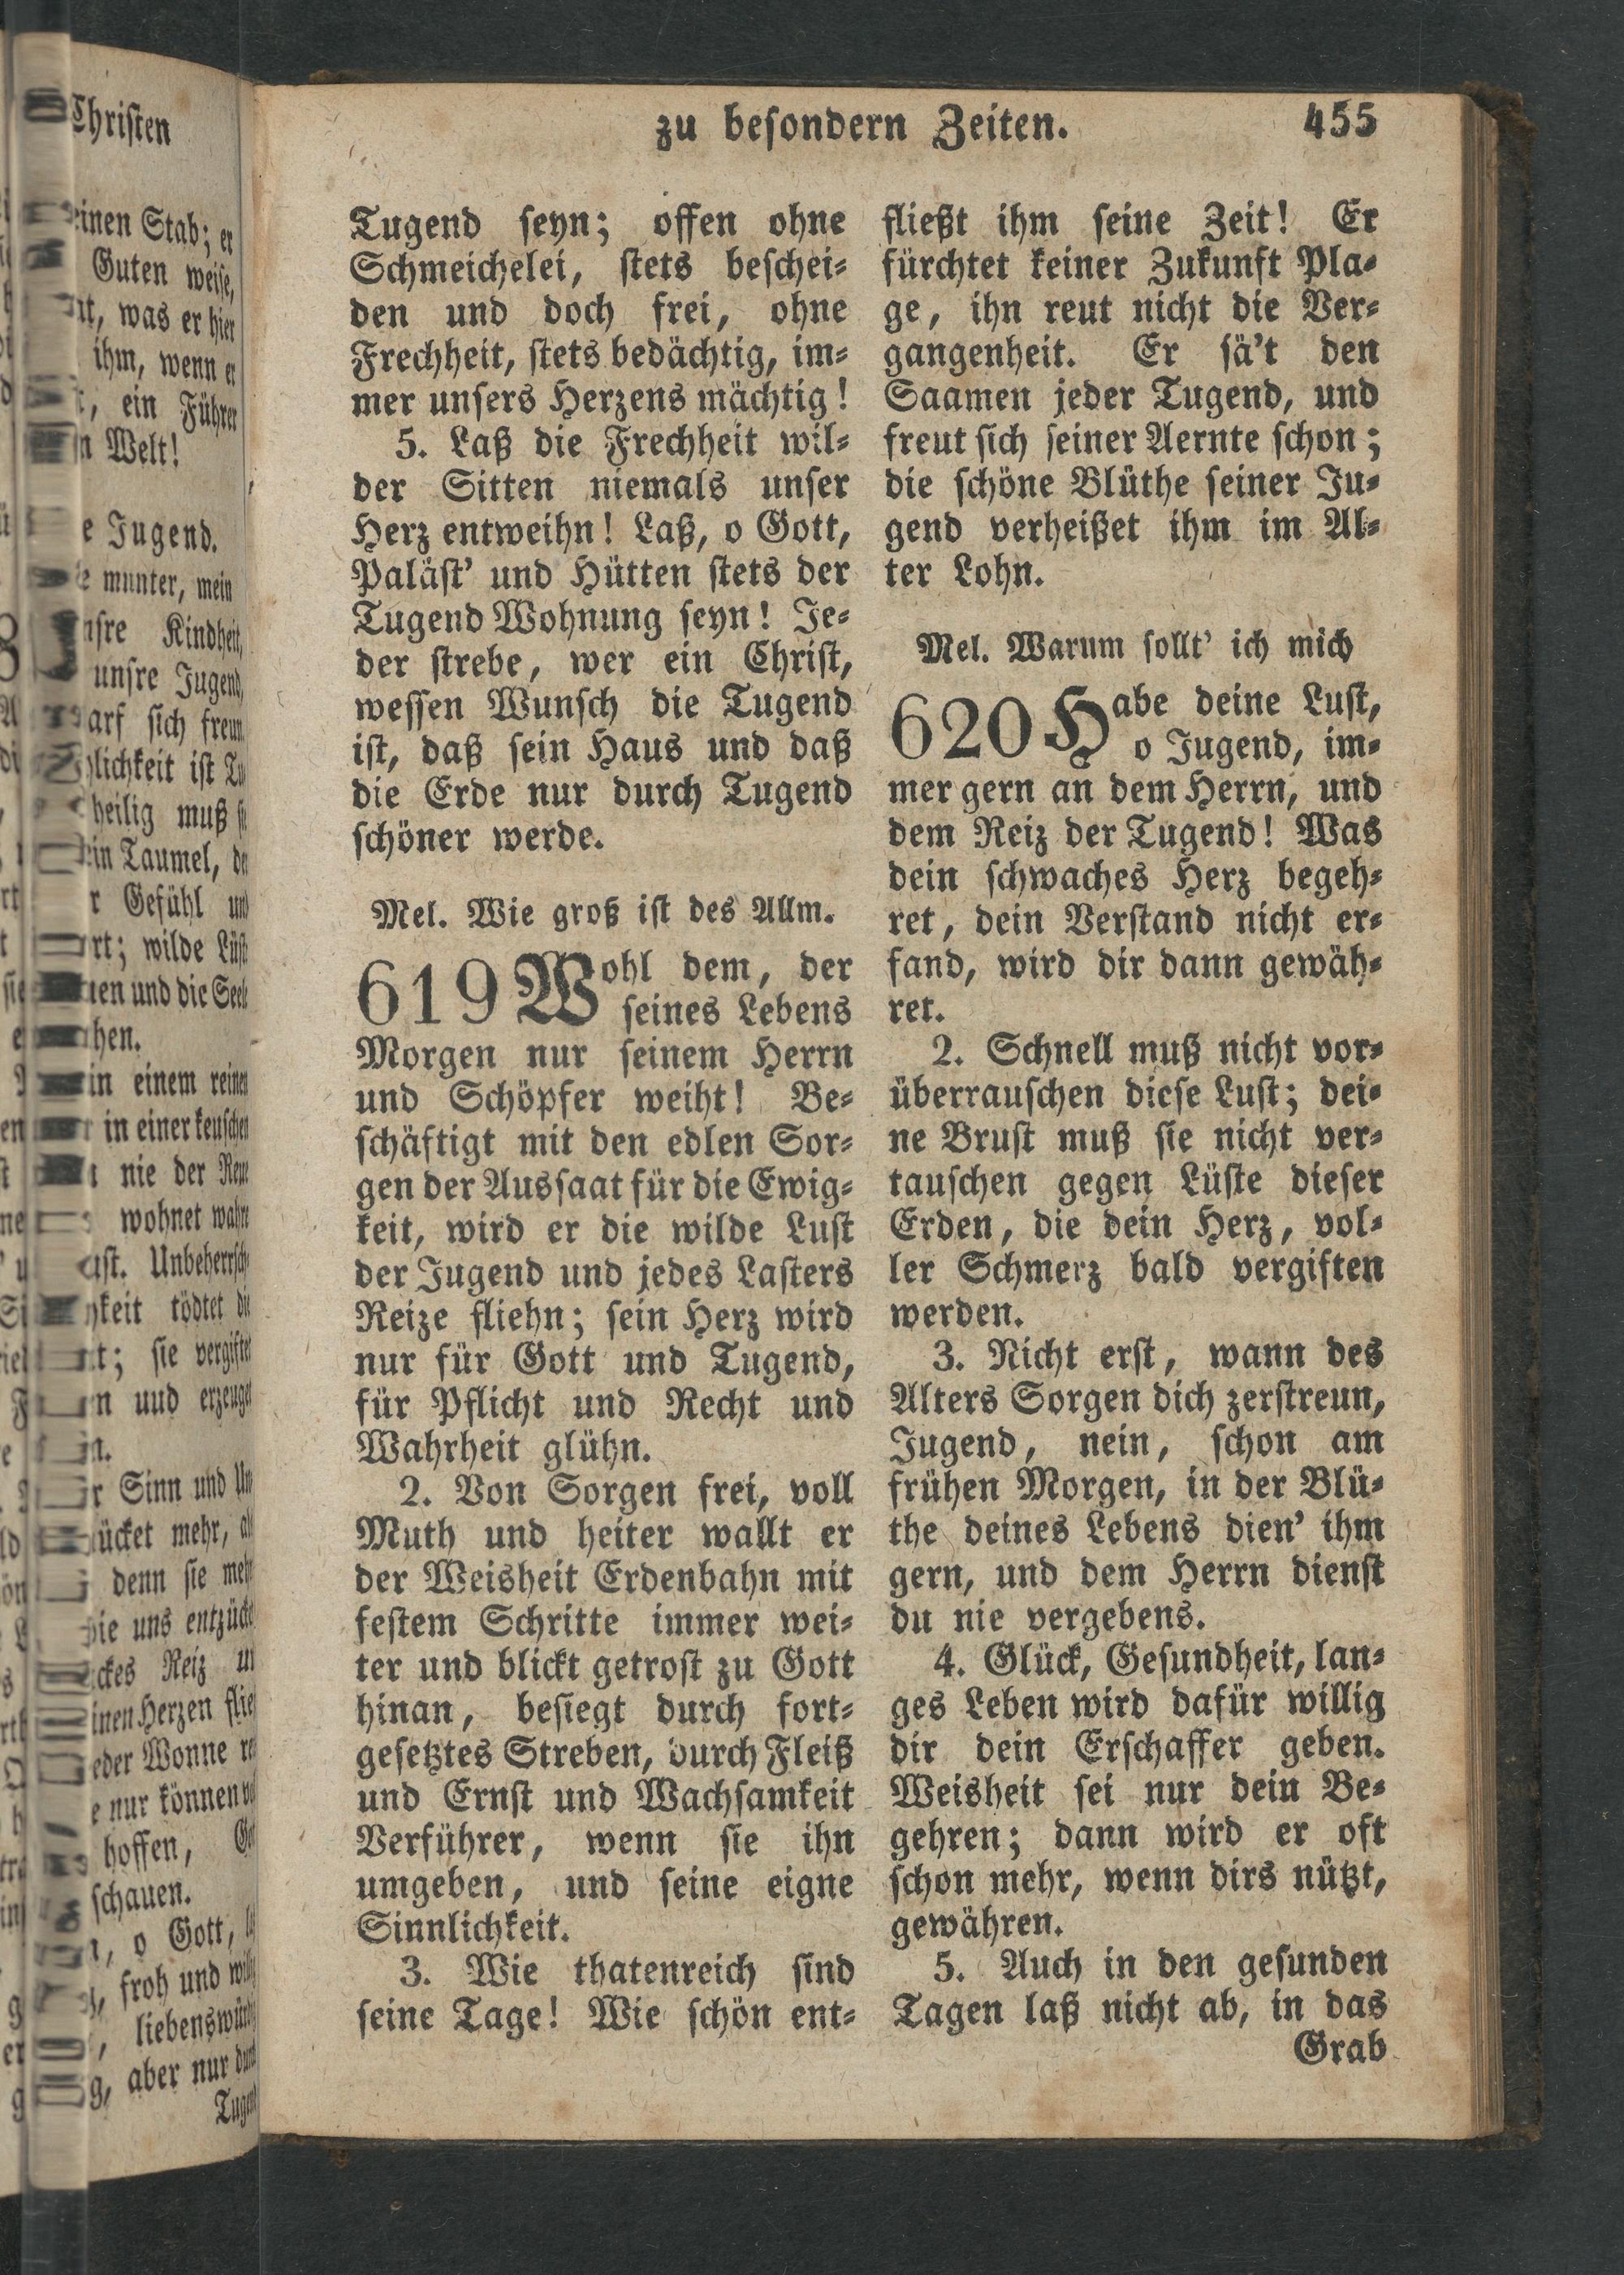 zu besondern Zeiten. 455
Tugend seyn; offen ohne
Schmeichelei, stets beschei-
den und doch frei, ohne
Frechheit, stets bedächtig, im-
mer unsers Herzens mächtig!
5. Laß die Frechheit wil-
der Sitten niemals unser
Herz entweihn! Laß, o Gott,
Paläst' und Hütten stets der
Tugend Wohnung seyn! Je-
der strebe, wer ein Christ,
wessen Wunsch die Tugend
ist, daß sein Haus und daß
die Erde nur durch Tugend
schöner werde.
Mel. Wie groß ist des Allm.
619 Wohl dem, der
seines Lebens
Morgen nur seinem Herrn
und Schöpfer weiht! Be-
schäftigt mit den edlen Sor-
gen der Aussaat für die Ewig-
keit, wird er die wilde Lust
der Jugend und jedes Lasters
Reize fliehn; sein Herz wird
nur für Gott und Tugend,
für Pflicht und Recht und
Wahrheit glühn.
2. Von Sorgen frei, voll
Muth und heiter wallt er
der Weisheit Erdenbahn mit
festem Schritte immer wei-
ter und blickt getrost zu Gott
hinan, besiegt durch fort-
gesetztes Streben, durch Fleiß
und Ernst und Wachsamkeit
Verführer, wenn sie ihn
umgeben, und seine eigne
Sinnlichkeit.
3. Wie thatenreich sind
seine Tage! Wie schön ent-
fließt ihm seine Zeit! Er
fürchtet keiner Zukunft Pla-
ge, ihn reut nicht die Ver-
gangenheit. Er sä't den
Saamen jeder Tugend, und
freut sich seiner Aernte schon;
die schöne Blüthe seiner Ju-
gend verheißet ihm im Al-
ter Lohn.
Mel. Warum sollt' ich mich
620 Habe deine Lust,
o Jugend, im-
mer gern an dem Herrn, und
dem Reiz der Tugend! Was
dein schwaches Herz begeh-
ret, dein Verstand nicht er-
fand, wird dir dann gewäh-
ret.
2. Schnell muß nicht vor-
überrauschen diese Lust; dei-
ne Brust muß sie nicht ver-
tauschen gegen Lüste dieser
Erden, die dein Herz, vol-
ler Schmerz bald vergiften
werden.
3. Nicht erst, wann des
Alters Sorgen dich zerstreun,
Jugend, nein, schon am
frühen Morgen, in der Blü-
the deines Lebens dien' ihm
gern, und dem Herrn dienst
du nie vergebens.
4. Glück, Gesundheit, lan-
ges Leben wird dafür willig
dir dein Erschaffer geben.
Weisheit sei nur dein Be-
gehren; dann wird er oft
schon mehr, wenn dirs nützt,
gewähren.
5. Auch in den gesunden
Tagen laß nicht ab, in das
Grab